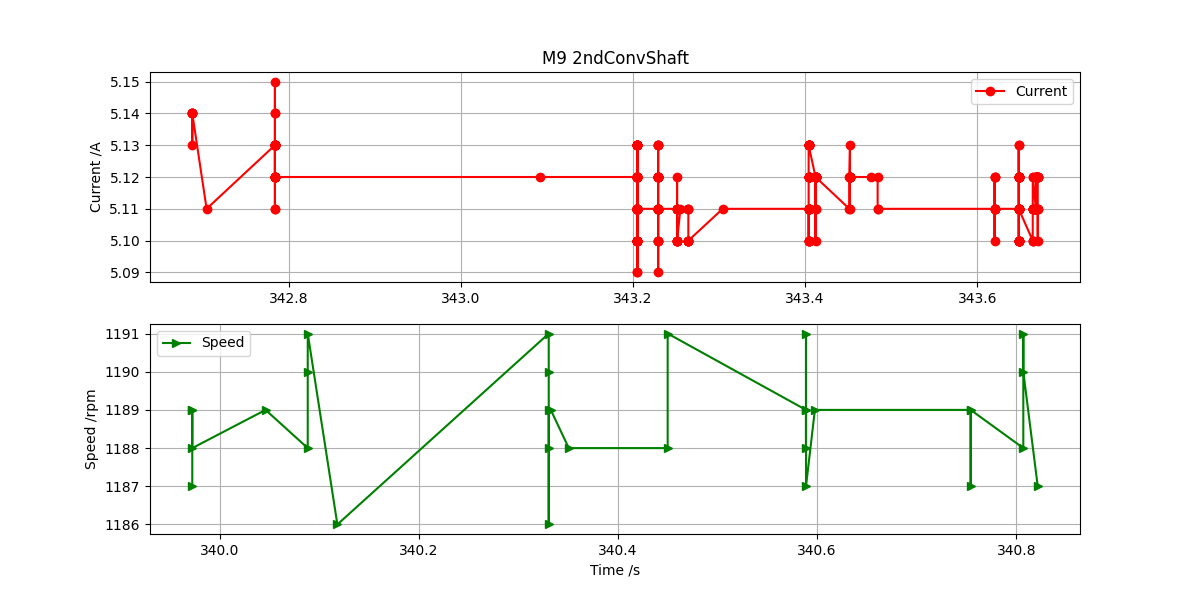 M9 2ndConvShaft
Current /A
5.15
5.14
5.13
5.12
5.11
5.10
5.09
Current
342.8 343.0 343.2 343.4 343.6
Speed /rpm
1191
1190
1189
1188
1187
1186
Speed
340.0 340.2 340.4 340.6 340.8
Time /s